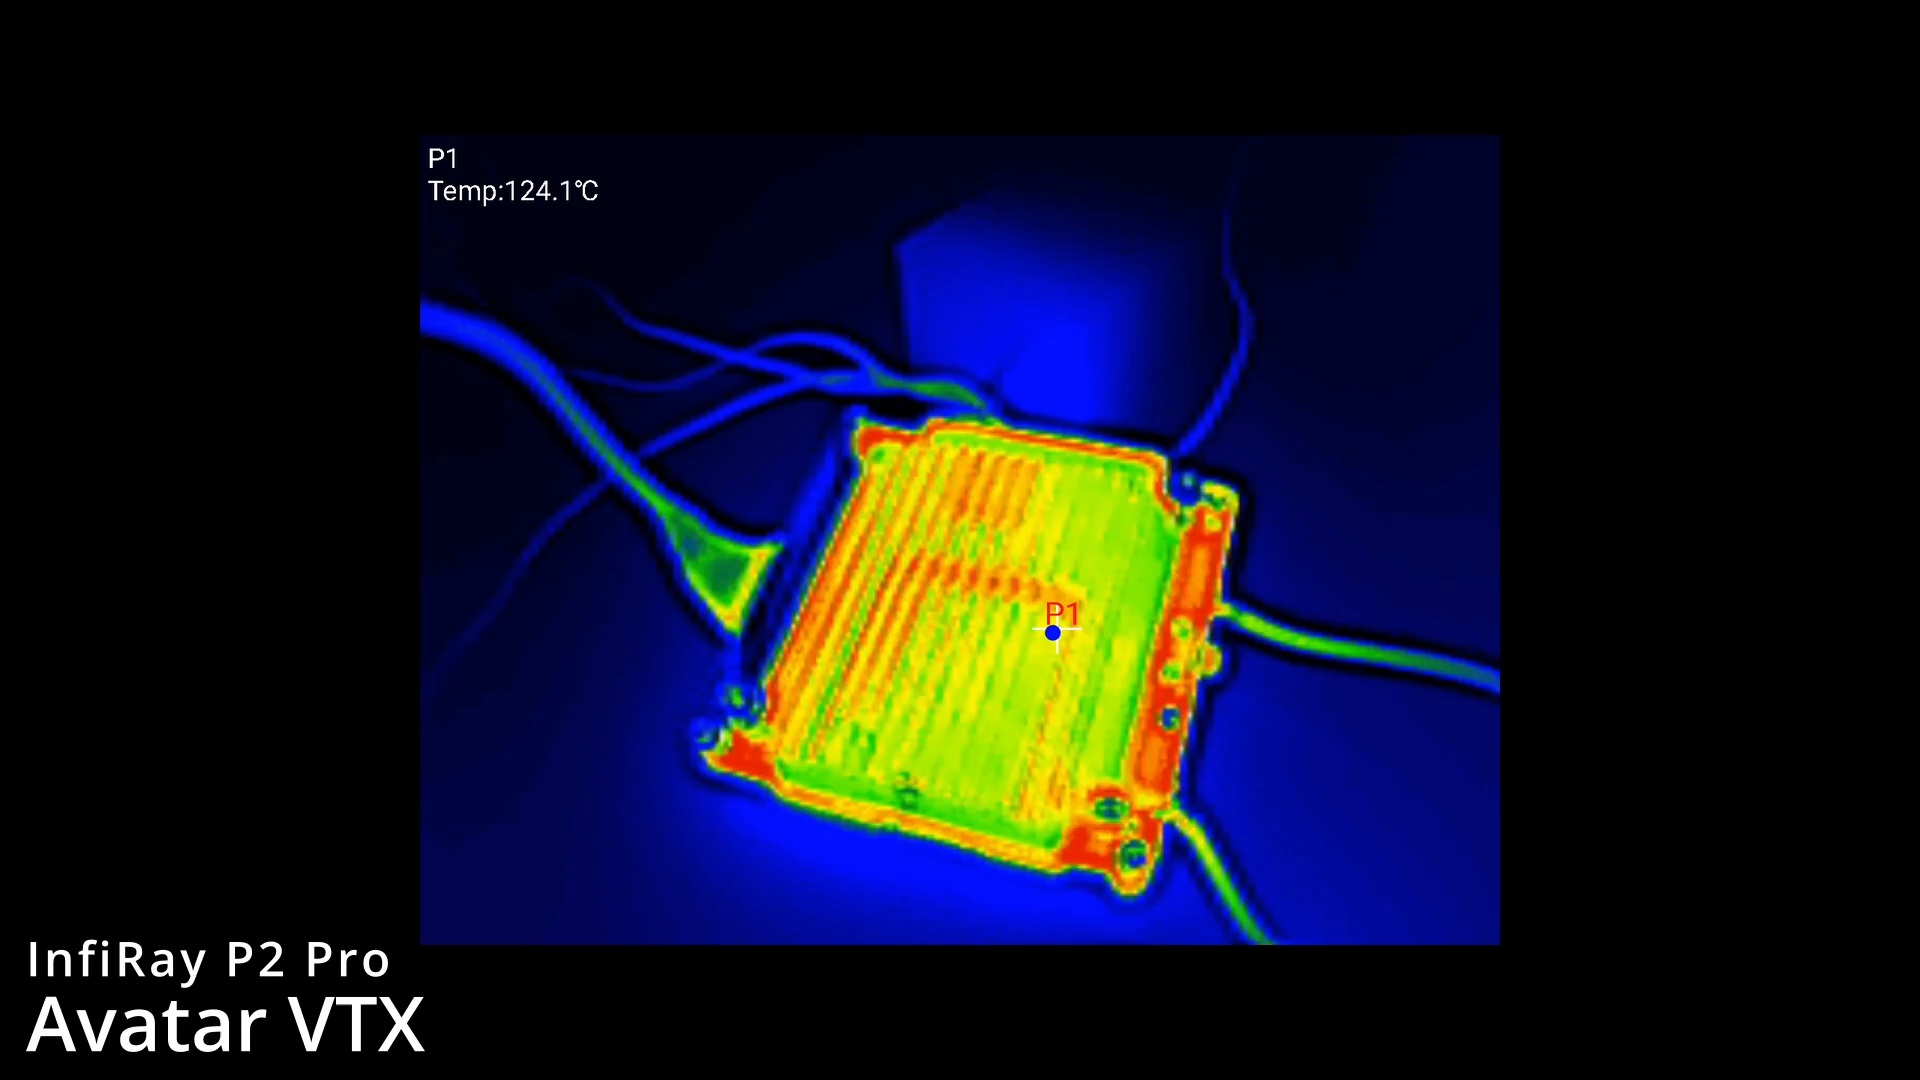 P1
Temp:124.1℃
P1
InfiRay P2 Pro
Avatar VTX